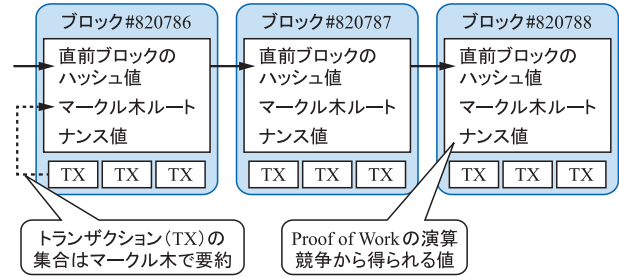 ブロック#820786
直前ブロックの
ハッシュ値
マークル木ルート
ナンス値
TX TX TX
ブロック#820787
直前ブロックの
ハッシュ値
マークル木ルート
ナンス値
TX TX TX
ブロック#820788
直前ブロックの
ハッシュ値
マークル木ルート
ナンス値
TX TX TX
トランザクション（TX）の
集合はマークル木で要約
Proof of Workの演算
競争から得られる値